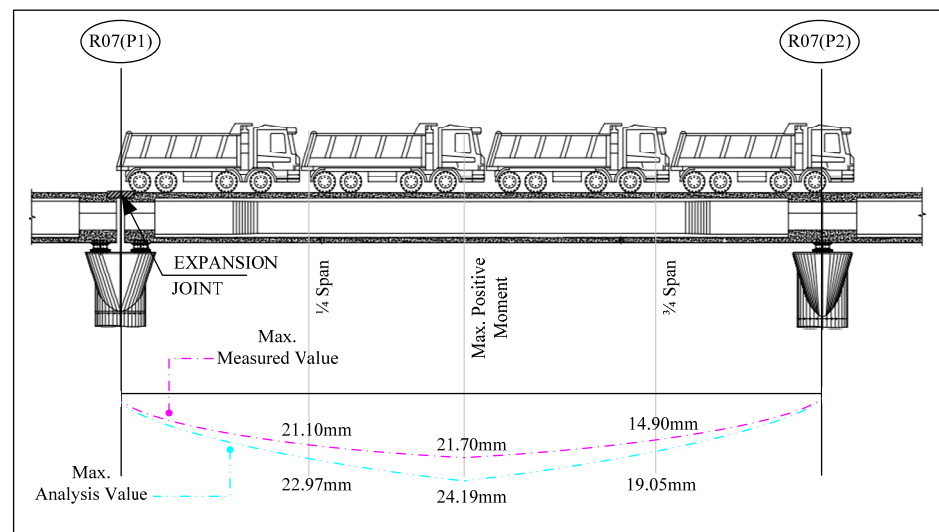 R07(P1)
R07(P2)
EXPANSION
JOINT
¼ Span
Max. Positive
Moment
¾ Span
Max.
Measured Value
21.10mm
21.70mm
14.90mm
Max.
Analysis Value
22.97mm
24.19mm
19.05mm